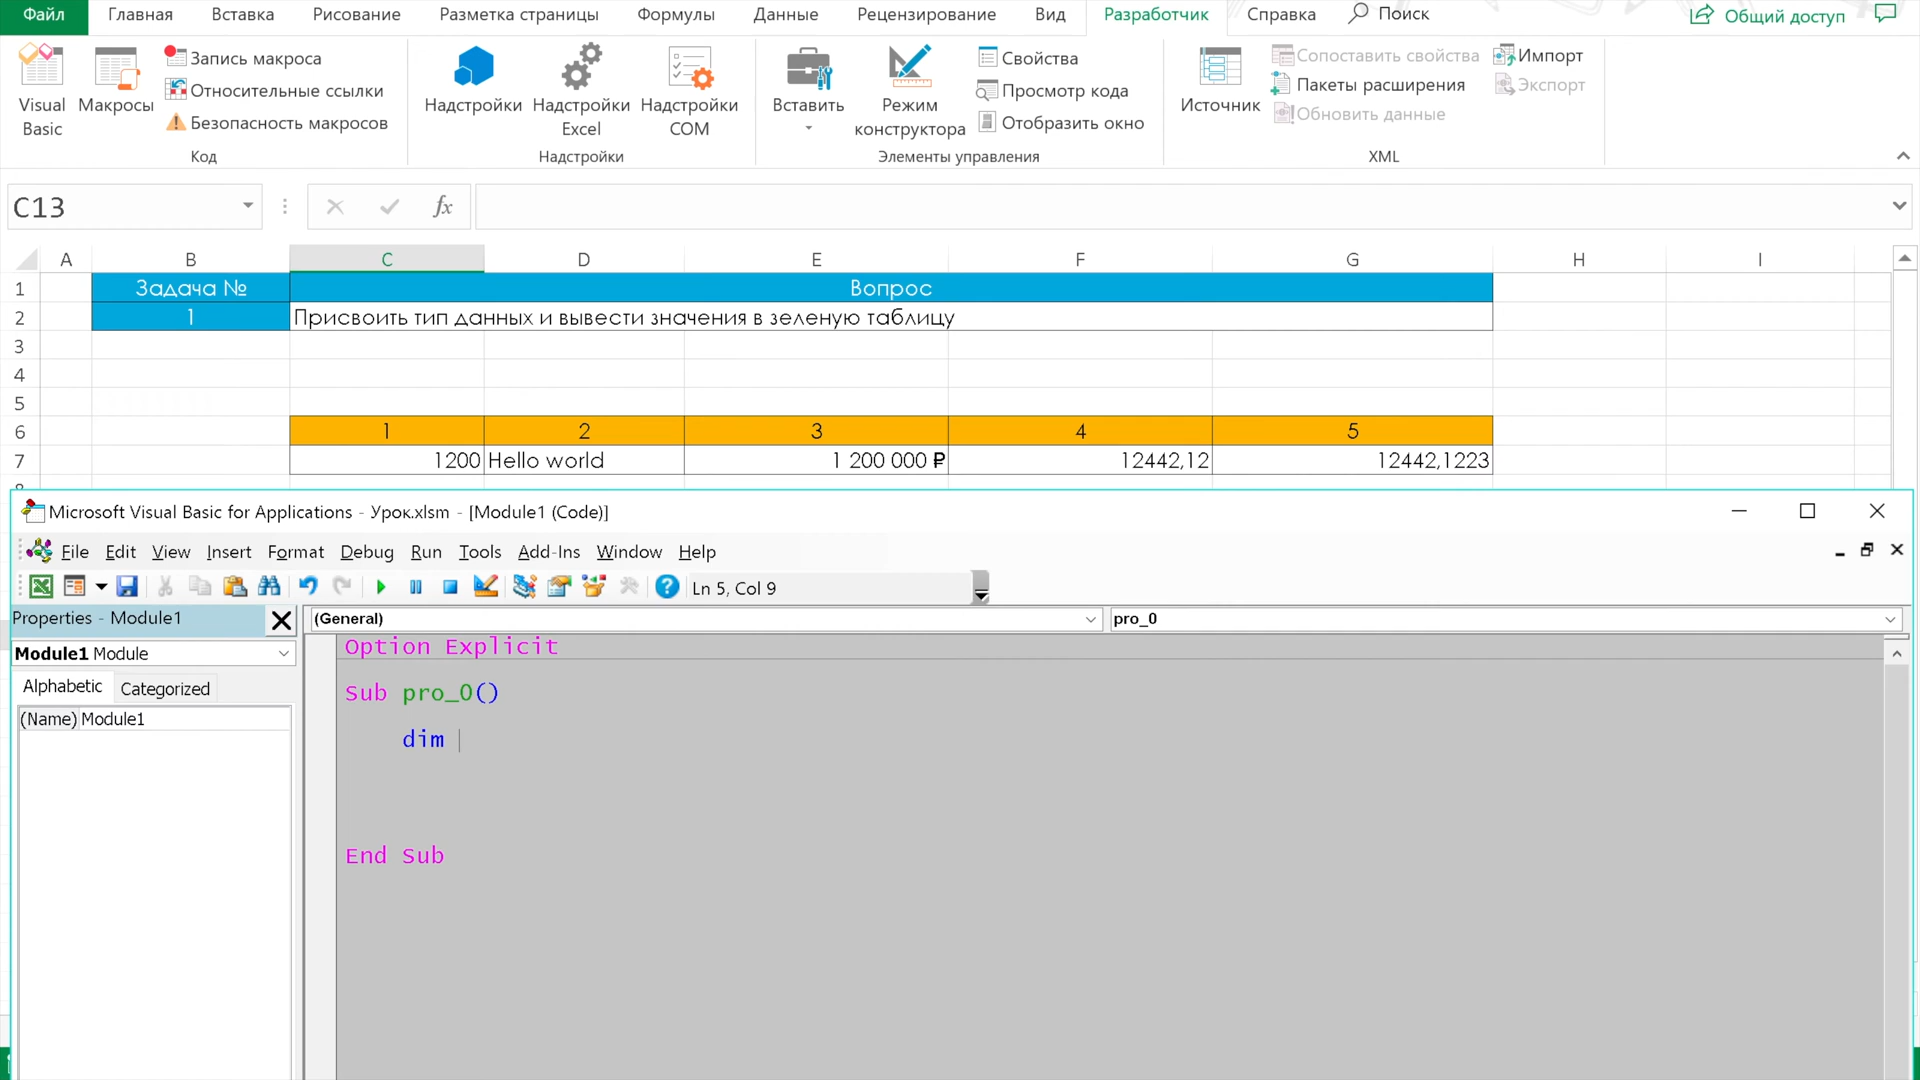 Файл Главная Вставка Рисование Разметка страницы Формулы Данные Рецензирование Вид Разработчик Справка Поиск Общий доступ
Visual Basic
Макросы
Запись макроса
Относительные ссылки
Безопасность макросов
Код
Надстройки
Надстройки Excel
Надстройки COM
Надстройки
Вставить
Режим конструктора
Свойства
Просмотр кода
Отобразить окно
Элементы управления
Источник
Сопоставить свойства
Пакеты расширения
Обновить данные
Импорт
Экспорт
XML
C13 fx
A B C D E F G H I
1 Задача № Вопрос
2 1 Присвоить тип данных и вывести значения в зеленую таблицу
3
4
5
6 1 2 3 4 5
7 1200 Hello world 1 200 000 ₽ 12442,12 12442,1223
Microsoft Visual Basic for Applications - Урок.xlsm - [Module1 (Code)]
File Edit View Insert Format Debug Run Tools Add-Ins Window Help
Ln 5, Col 9
Properties - Module1
(General) pro_0
Module1 Module
Alphabetic Categorized
(Name) Module1
Option Explicit
Sub pro_0()
dim
End Sub